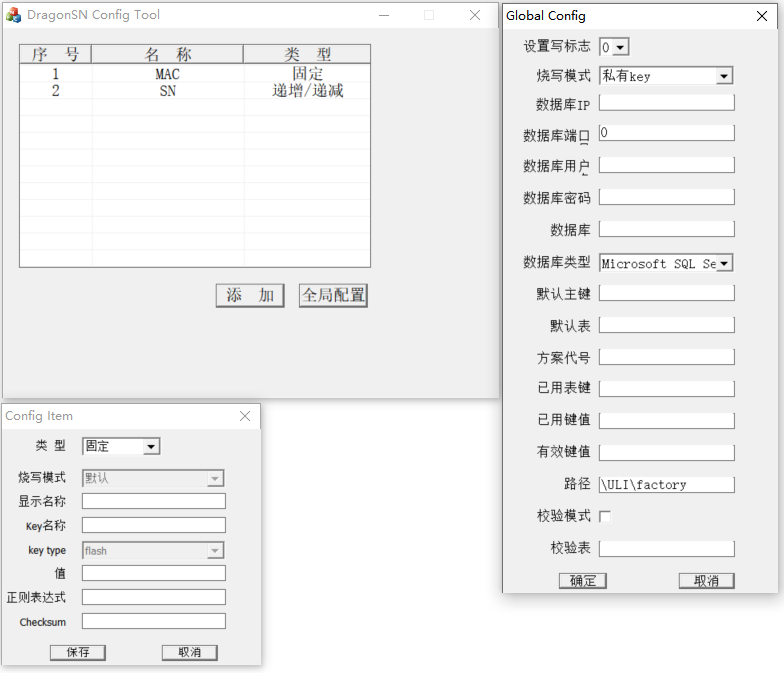 DragonSN Config Tool
序 号 名 称 类 型
1 MAC 固定
2 SN 递增/递减
添 加 全局配置
Config Item
类 型 固定
烧写模式 默认
显示名称
Key名称
key type flash
值
正则表达式
Checksum
保存 取消
Global Config
设置写标志 0
烧写模式 私有key
数据库IP
数据库端口 0
数据库用户
数据库密码
数据库
数据库类型 Microsoft SQL Se
默认主键
默认表
方案代号
已用表键
已用键值
有效键值
路径 \ULI\factory
校验模式
校验表
确定 取消